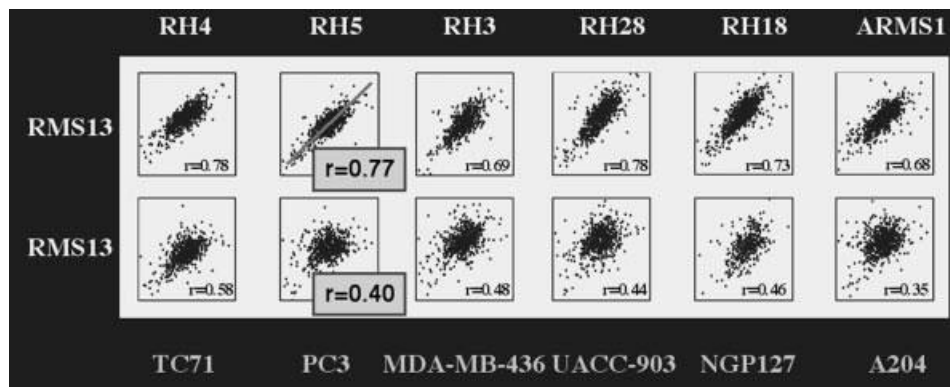 RH4 RH5 RH3 RH28 RH18 ARMS1
RMS13
r=0.78 r=0.77 r=0.69 r=0.78 r=0.73 r=0.68
RMS13
r=0.58 r=0.40 r=0.48 r=0.44 r=0.46 r=0.35
TC71 PC3 MDA-MB-436 UACC-903 NGP127 A204